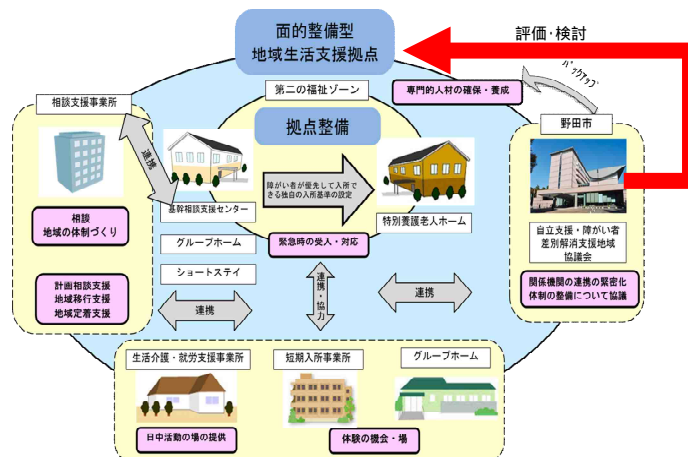 面的整備型
地域生活支援拠点
評価・検討
バックアップ
第二の福祉ゾーン
専門的人材の確保・養成
相談支援事業所
拠点整備
野田市
連携
障がい者が優先して入所で
きる独自の入所基準の設定
基幹相談支援センター
特別養護老人ホーム
相談
地域の体制づくり
グループホーム
緊急時の受入・対応
自立支援・障がい者
差別解消支援地域
協議会
ショートステイ
計画相談支援
地域移行支援
地域定着支援
関係機関の連携の緊密化
体制の整備について協議
連携
連携・協力
連携
生活介護・就労支援事業所
短期入所事業所
グループホーム
日中活動の場の提供
体験の機会・場